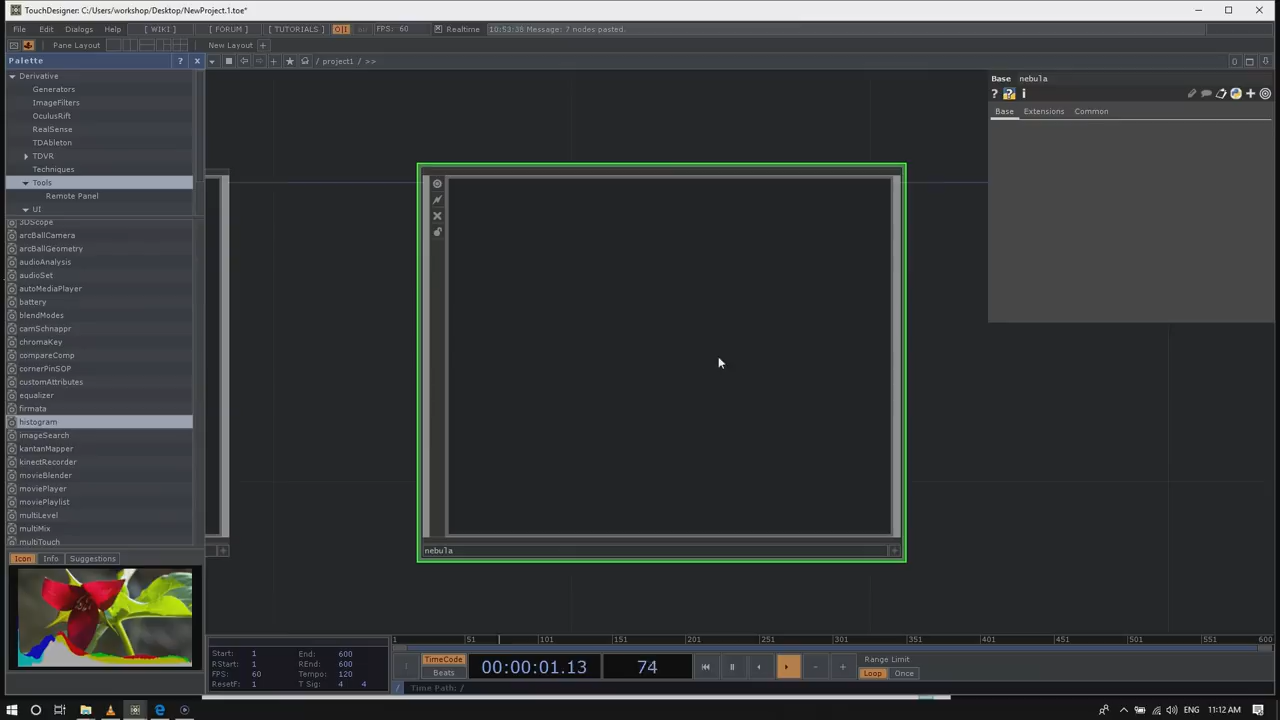 TouchDesigner: C:/Users/workshop/Desktop/NewProject.1.toe*
File Edit Dialogs Help [ WIKI ] [ FORUM ] [ TUTORIALS ] O|I FPS: 60 Realtime 10:53:38 Message: 7 nodes pasted.
Pane Layout New Layout +
Palette ? x / project1 / >>
Derivative
Generators
ImageFilters
OculusRift
RealSense
TDAbleton
TDVR
Techniques
Tools
Remote Panel
UI
3DScope
arcBallCamera
arcBallGeometry
audioAnalysis
audioSet
autoMediaPlayer
battery
blendModes
camSchnappr
chromaKey
compareComp
cornerPinSOP
customAttributes
equalizer
firmata
histogram
imageSearch
kantanMapper
kinectRecorder
movieBlender
moviePlayer
moviePlaylist
multiLevel
multiMix
multiTouch
Icon Info Suggestions
nebula
Base nebula
Base Extensions Common
1 51 101 151 201 251 301 351 401 451 501 551 600
Start: 1 End: 600
RStart: 1 REnd: 600
FPS: 60 Tempo: 120
ResetF: 1 T Sig: 4 4
TimeCode
Beats
00:00:01.13 74
Range Limit
Loop Once
/ Time Path: /
ENG 11:12 AM